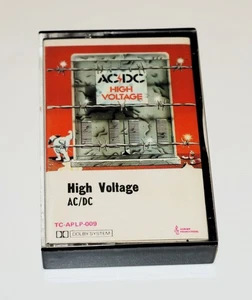 AC DC
HIGH
VOLTAGE
High Voltage
AC/DC
TC-APLP-009
DOLBY SYSTEM